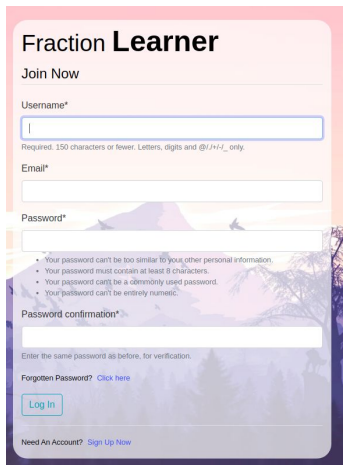 Fraction Learner
Join Now
Username*
Required. 150 characters or fewer. Letters, digits and @/./+/-/_ only.
Email*
Password*
Your password can't be too similar to your other personal information.
Your password must contain at least 8 characters.
Your password can't be a commonly used password.
Your password can't be entirely numeric.
Password confirmation*
Enter the same password as before, for verification.
Forgotten Password? Click here
Log In
Need An Account? Sign Up Now